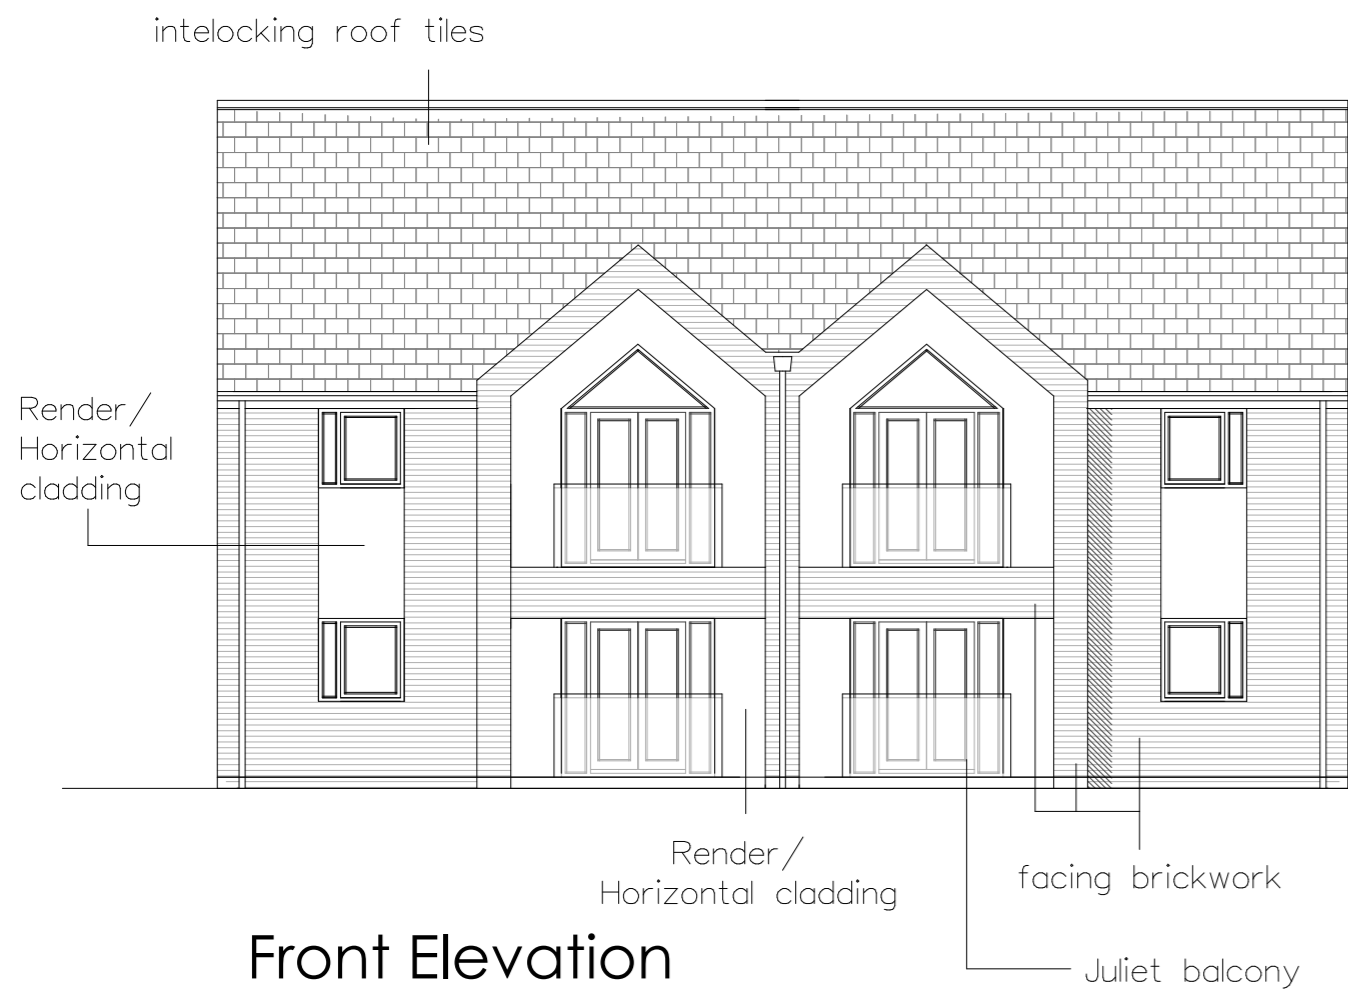 intelocking roof tiles
Render/
Horizontal
cladding
Render/
Horizontal cladding
facing brickwork
Juliet balcony
Front Elevation